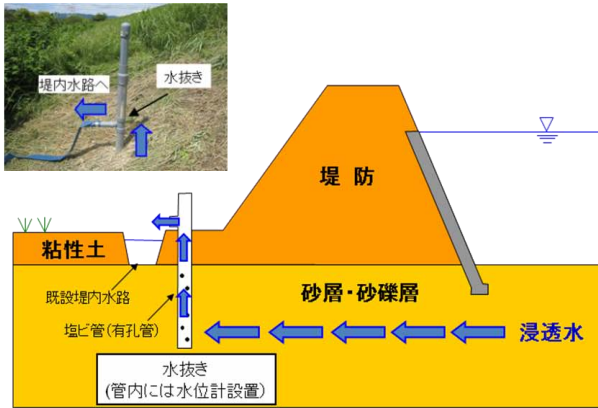 堤内水路へ
水抜き
堤 防
粘性土
既設堤内水路
砂層・砂礫層
塩ビ管(有孔管)
浸透水
水抜き
(管内には水位計設置)